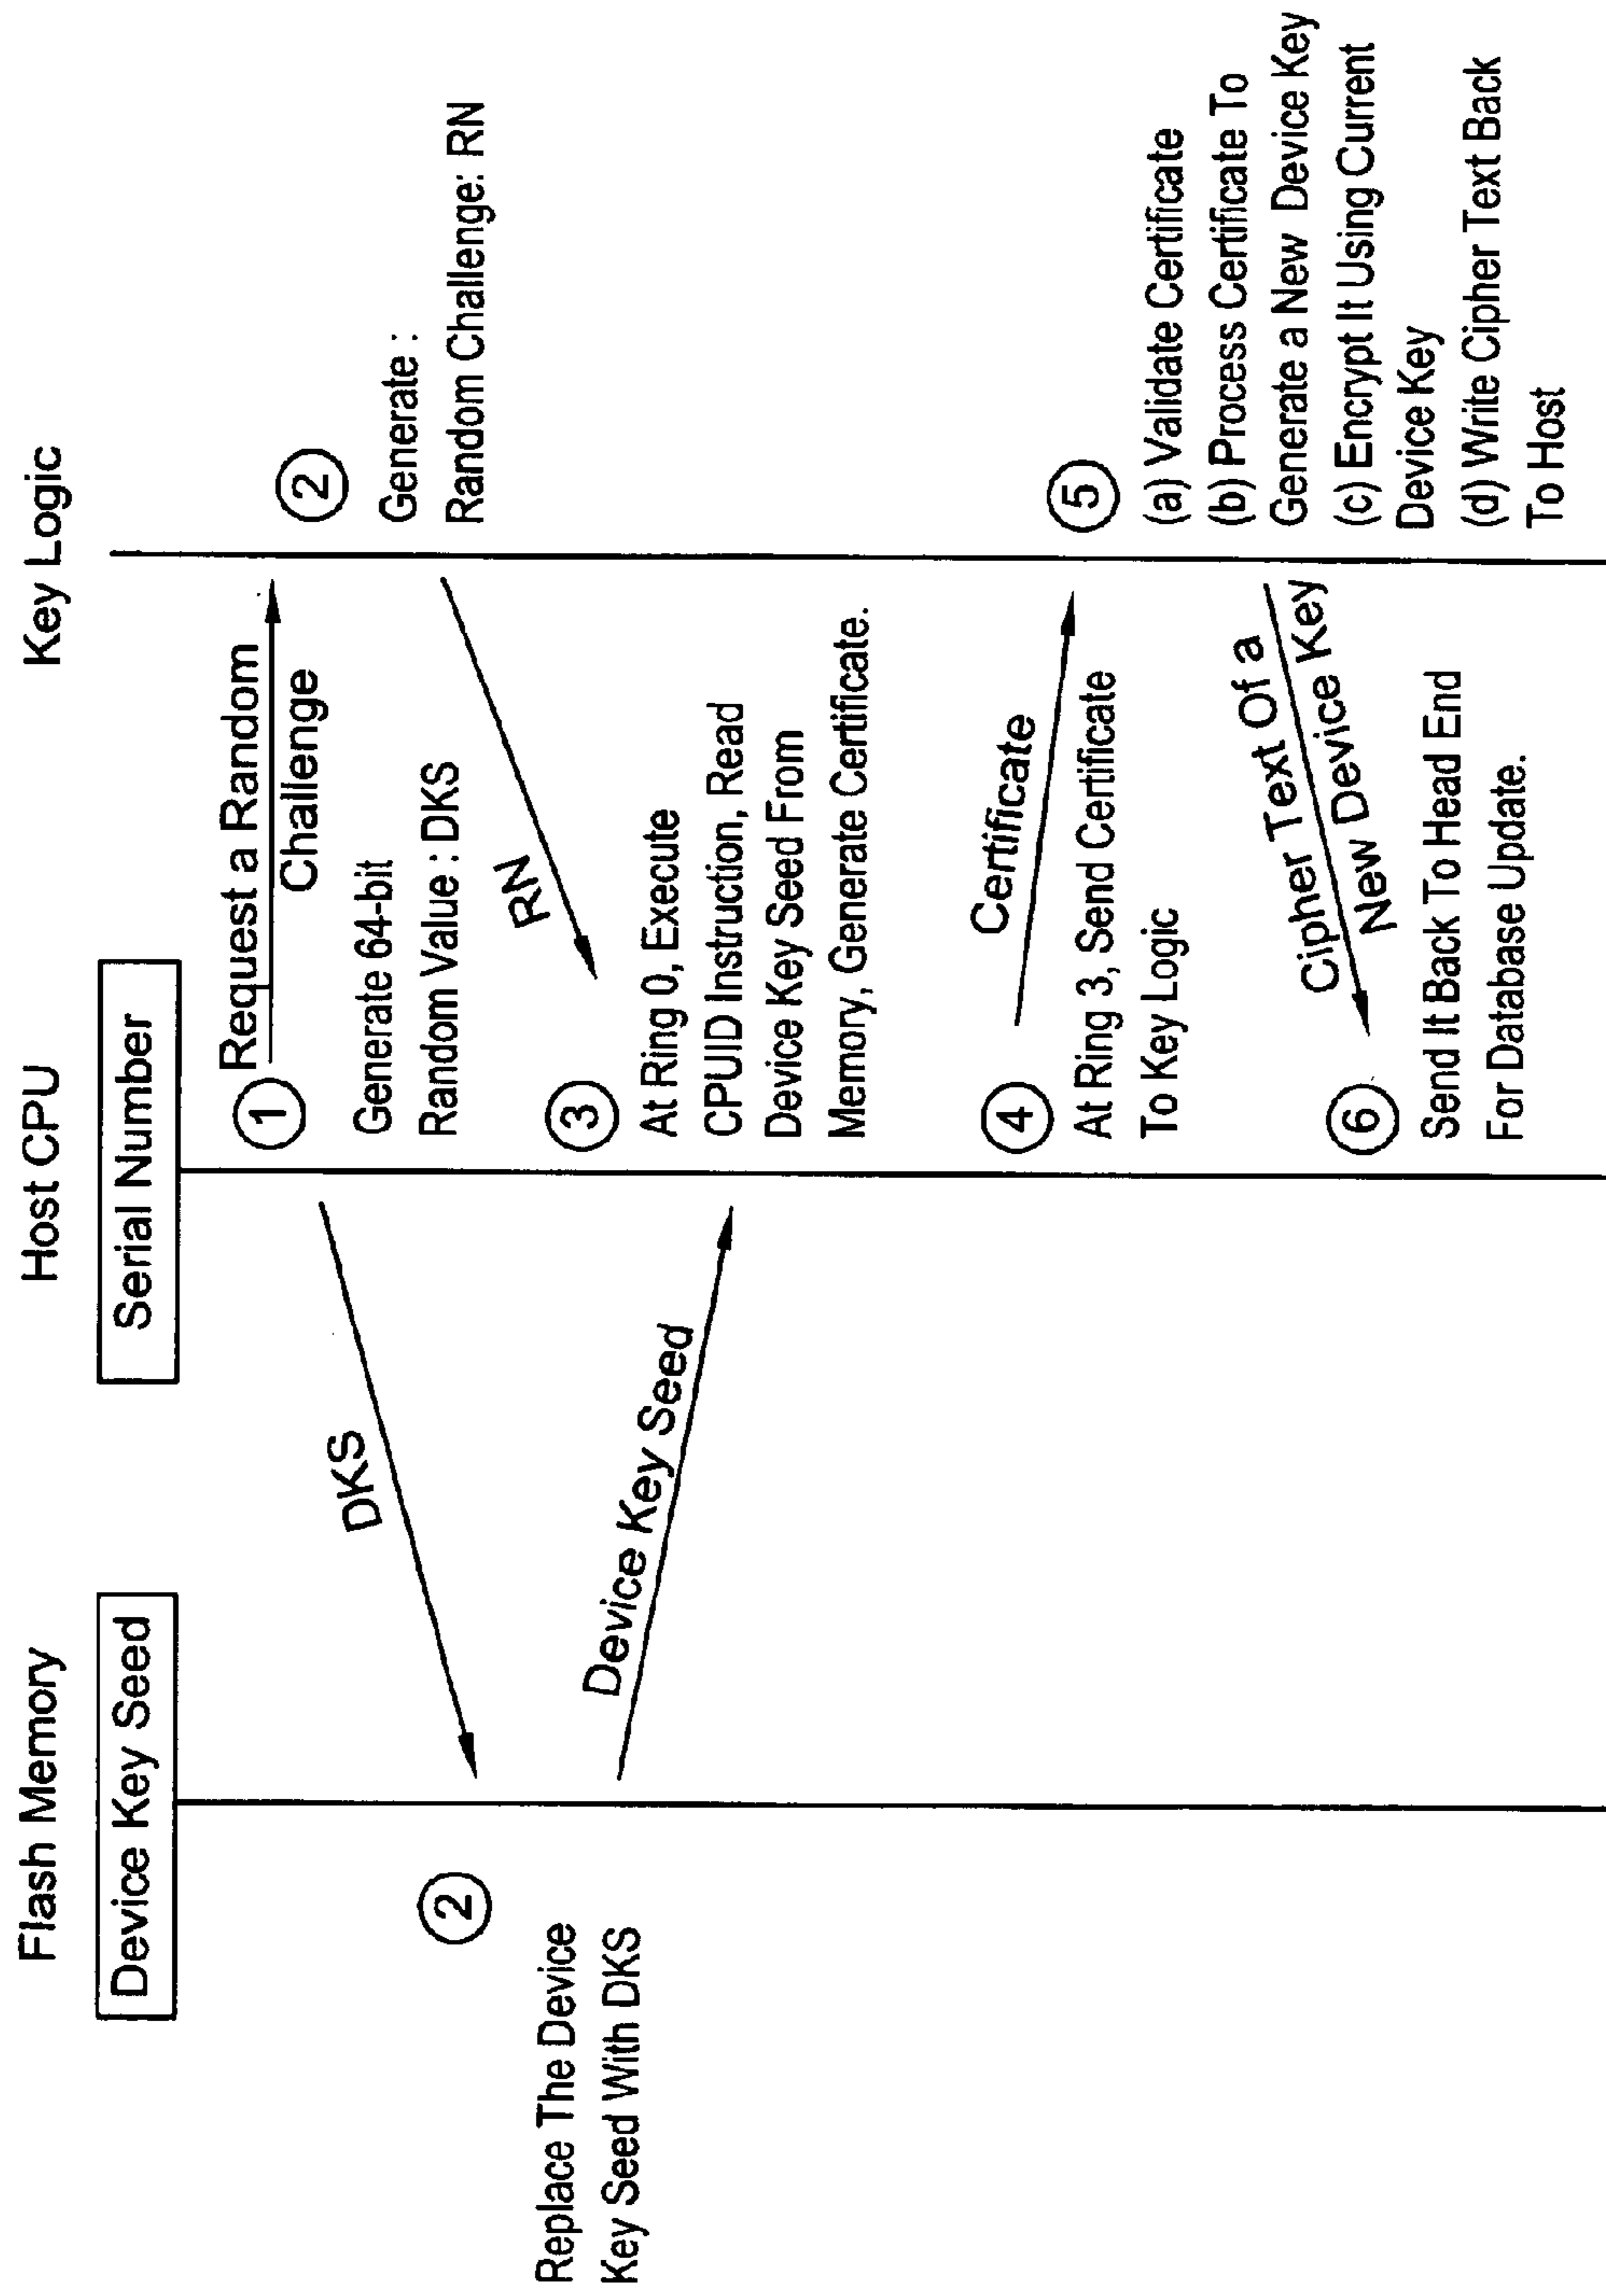 Flash Memory
Host CPU
Key Logic
Device Key Seed
Serial Number
1
Request a Random
Challenge
Generate 64-bit
Random Value : DKS
DKS
2
Replace The Device
Key Seed With DKS
2
Generate :
Random Challenge: RN
RN
Device Key Seed
3
At Ring 0, Execute
CPUID Instruction, Read
Device Key Seed From
Memory, Generate Certificate.
4
Certificate
At Ring 3, Send Certificate
To Key Logic
5
(a) Validate Certificate
(b) Process Certificate To
Generate a New Device Key
(c) Encrypt It Using Current
Device Key
(d) Write Cipher Text Back
To Host
Cipher Text Of a
New Device Key
6
Send It Back To Head End
For Database Update.